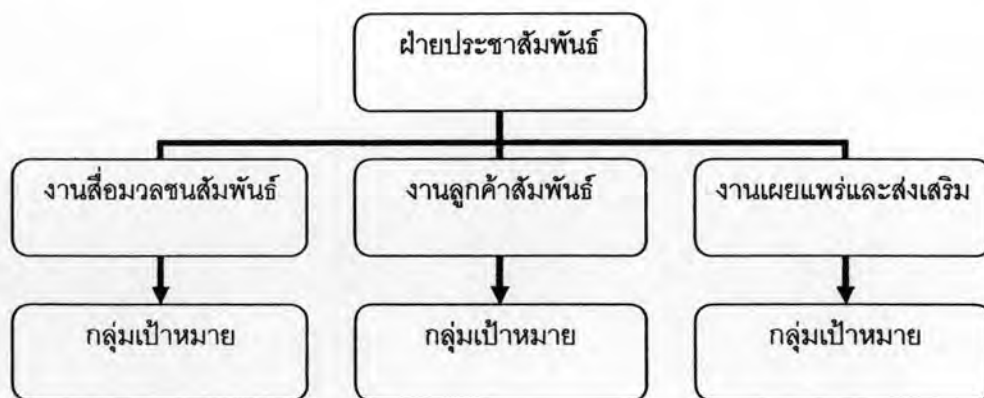 ฝ่ายประชาสัมพันธ์
งานสื่อมวลชนสัมพันธ์
งานลูกค้าสัมพันธ์
งานเผยแพร่และส่งเสริม
กลุ่มเป้าหมาย
กลุ่มเป้าหมาย
กลุ่มเป้าหมาย